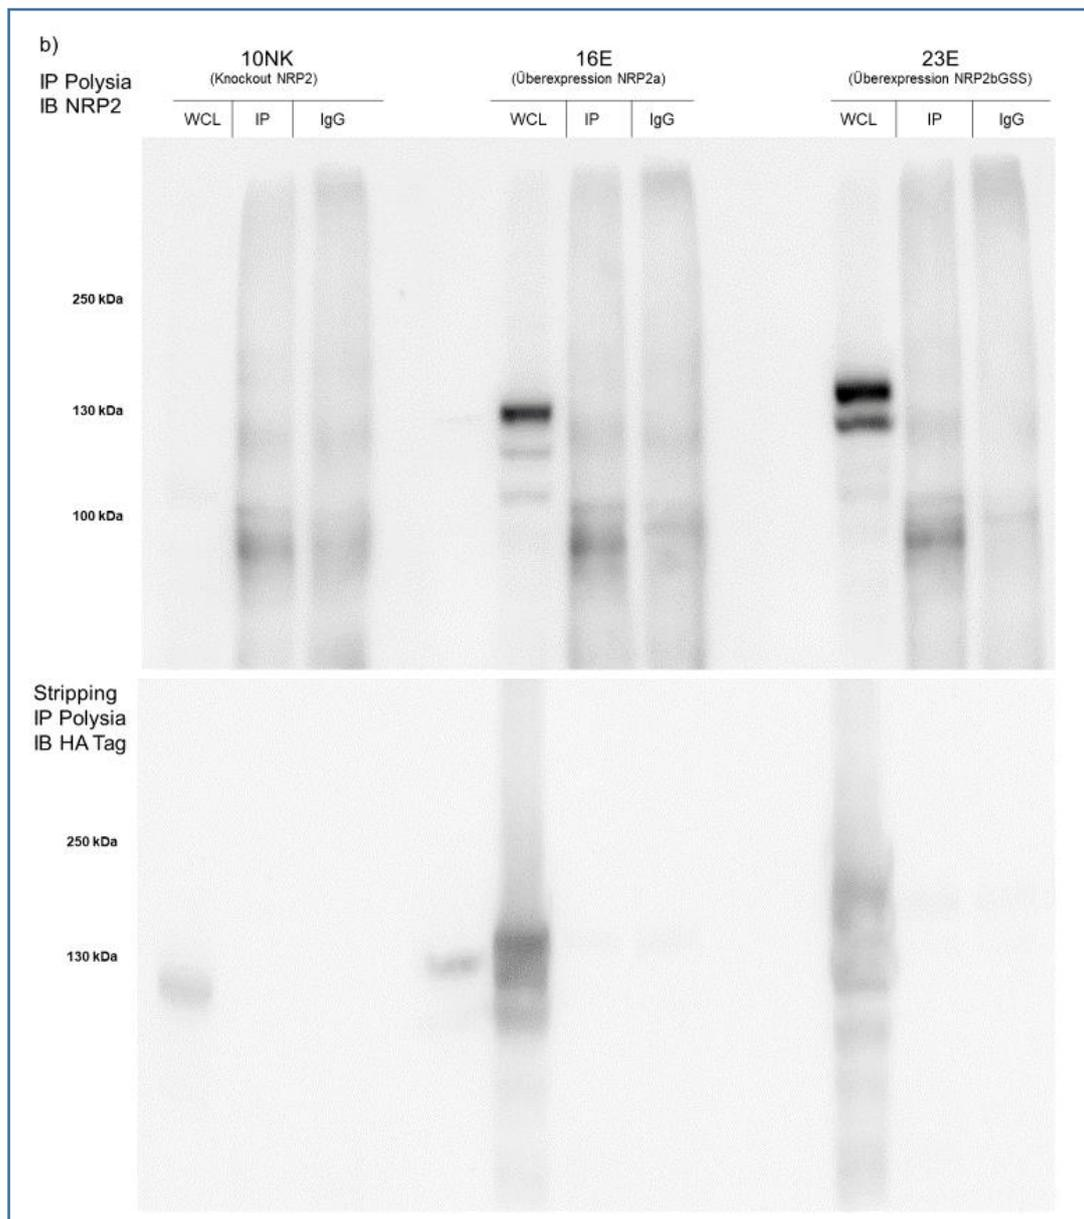 b)
IP Polysia
IB NRP2
10NK
(Knockout NRP2)
16E
(Überexpression NRP2a)
23E
(Überexpression NRP2bGSS)
WCL IP IgG WCL IP IgG WCL IP IgG
250 kDa
130 kDa
100 kDa
Stripping
IP Polysia
IB HA Tag
250 kDa
130 kDa